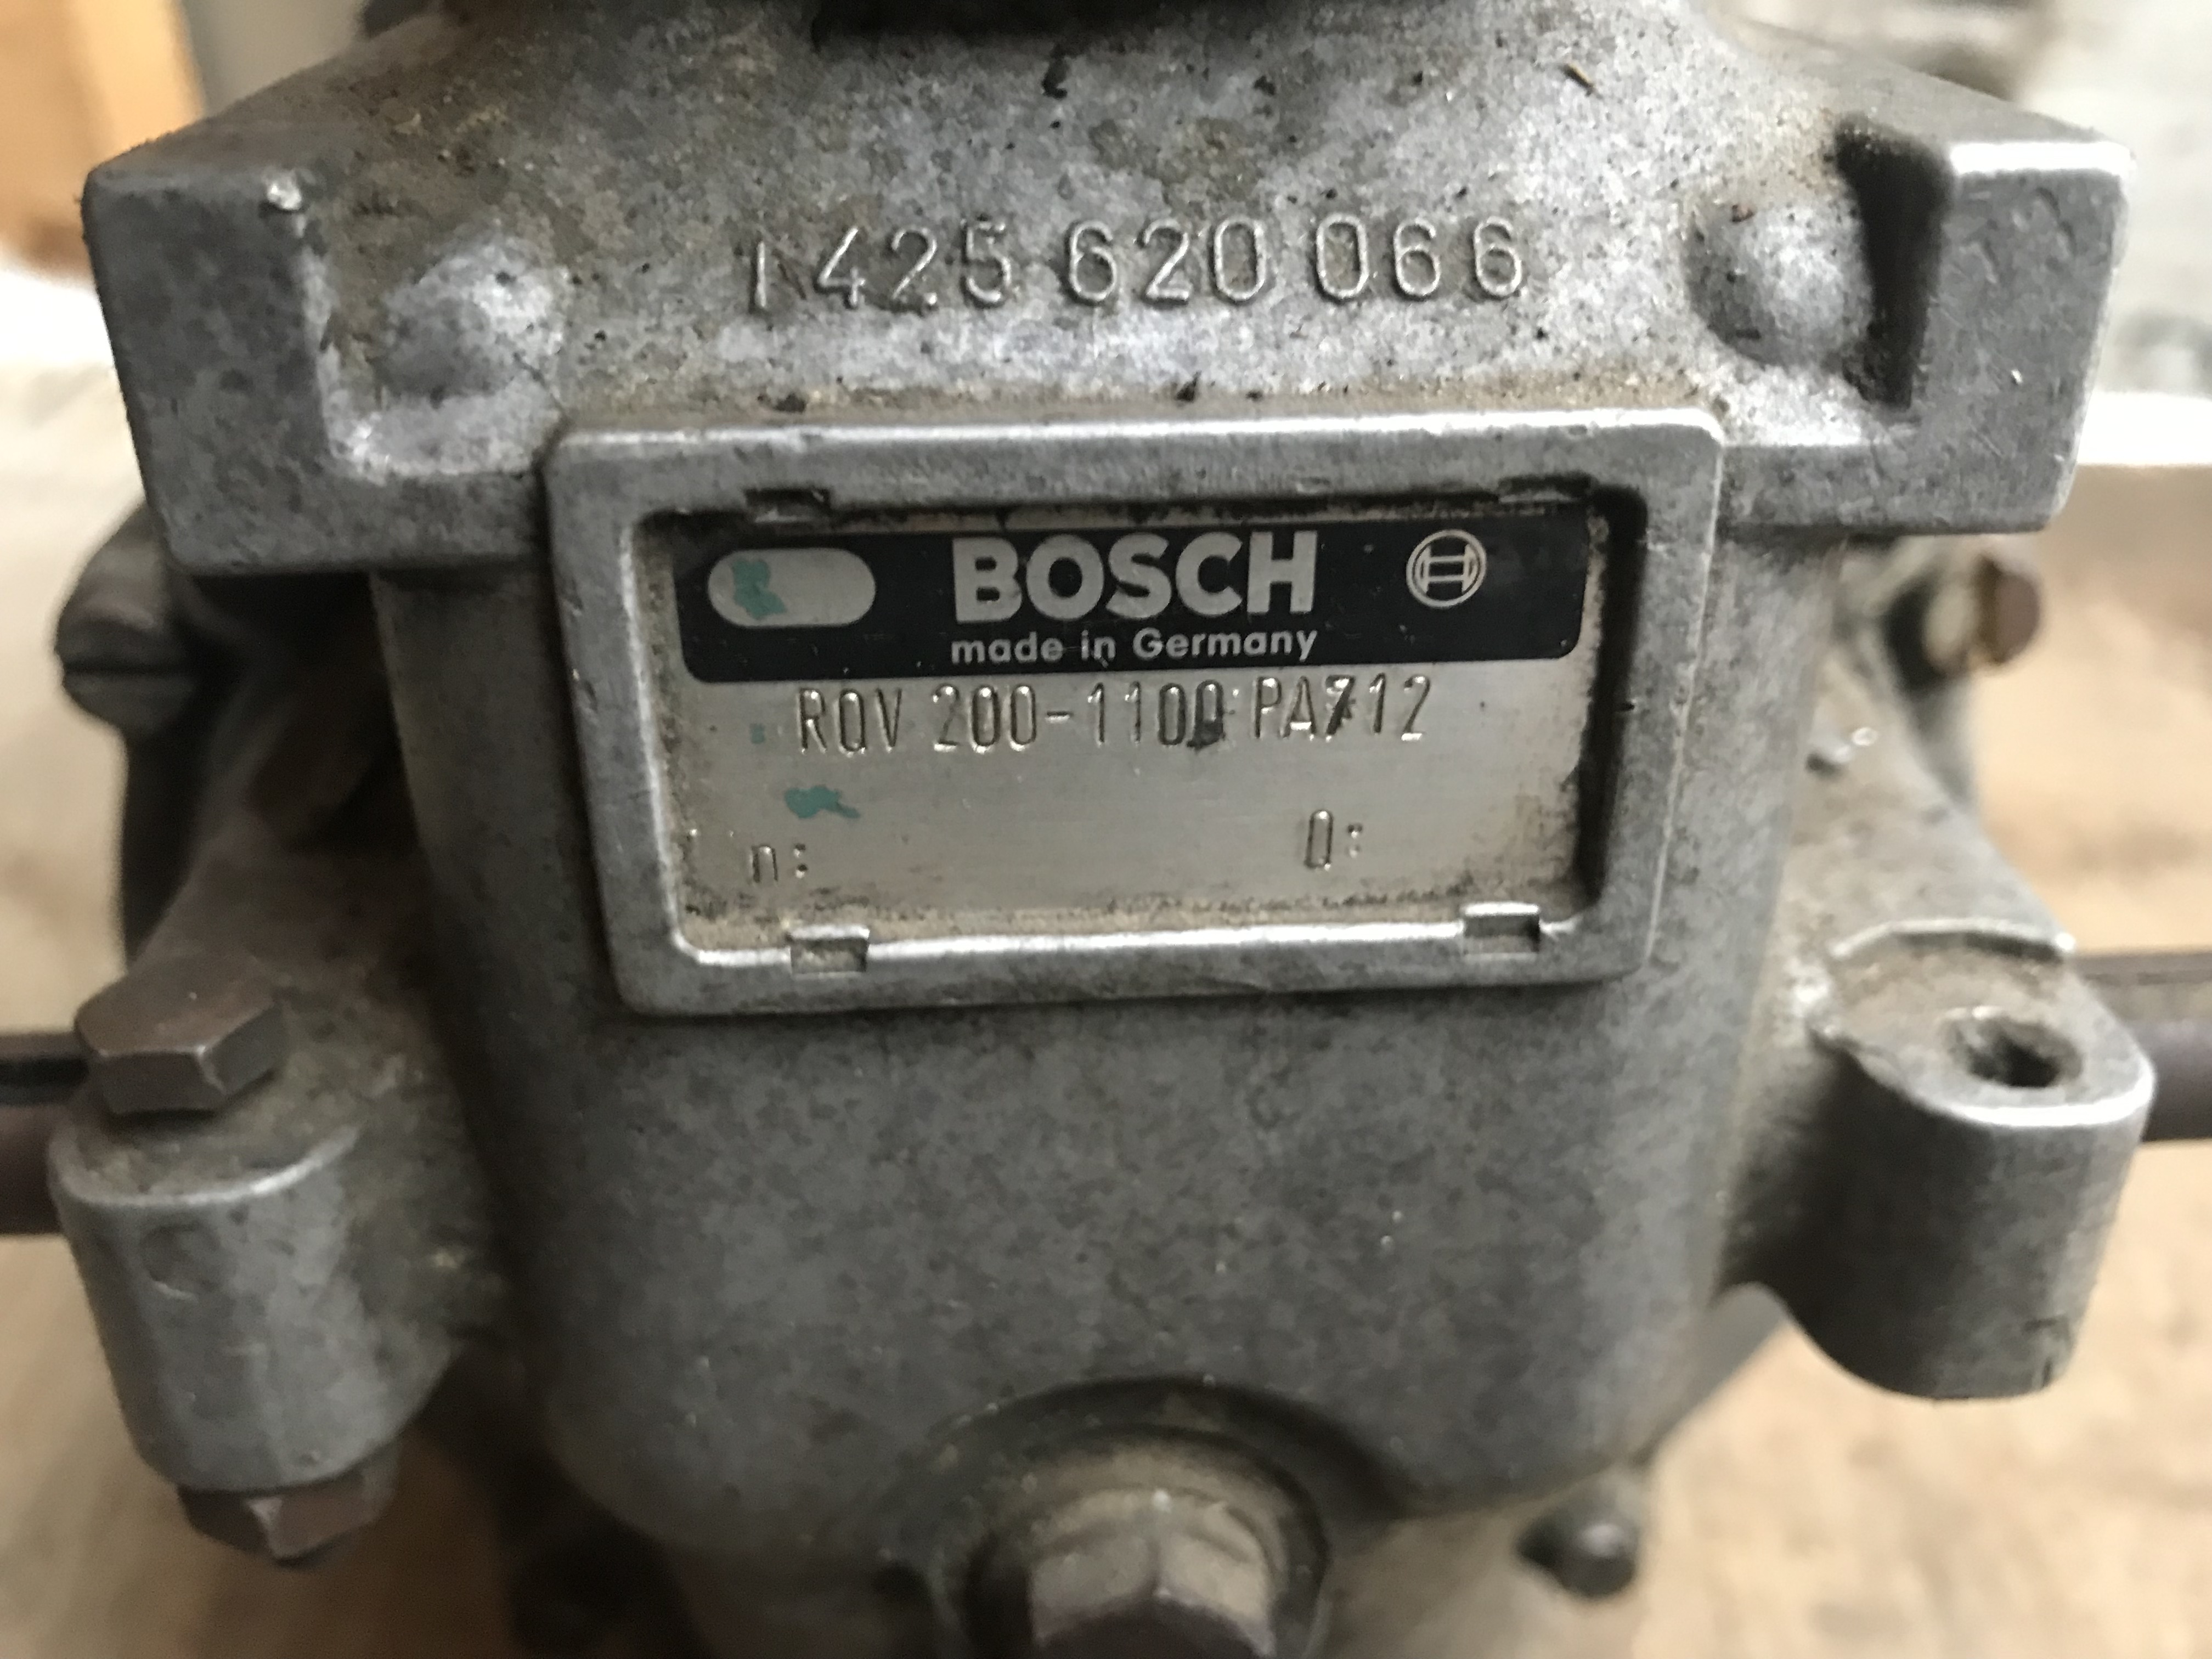 1 425 620 066
BOSCH
made in Germany
RQV 200-1100 PA712
n: Q: